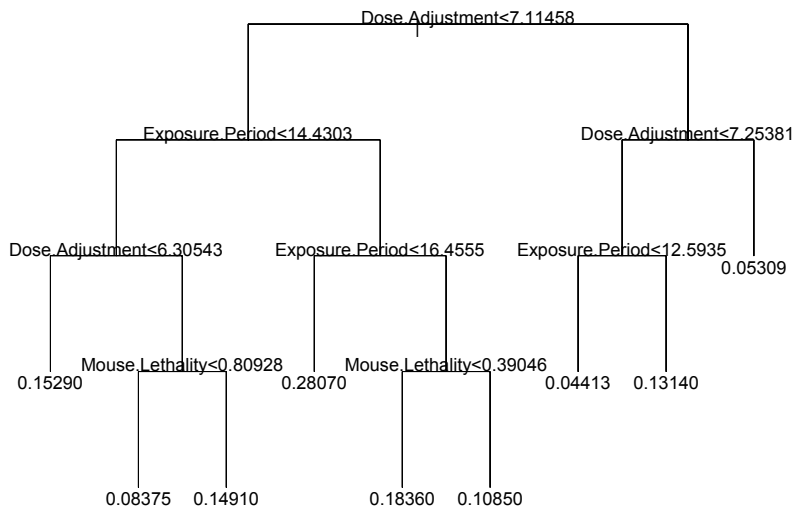 Dose.Adjustment<7.11458
Exposure.Period<14.4303
Dose.Adjustment<7.25381
Dose.Adjustment<6.30543
Exposure.Period<16.4555
Exposure.Period<12.5935
0.05309
0.15290
Mouse.Lethality<0.80928
0.28070
Mouse.Lethality<0.39046
0.04413
0.13140
0.08375
0.14910
0.18360
0.10850